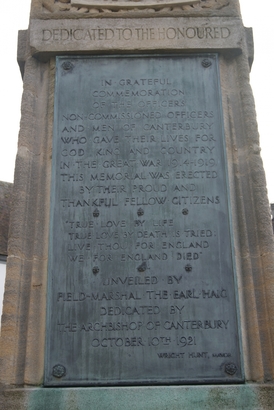 DEDICATED TO THE HONOURED
IN GRATEFUL
COMMEMORATION
OF THE OFFICERS
NON-COMMISSIONED OFFICERS
AND MEN OF CANTERBURY
WHO GAVE THEIR LIVES FOR
GOD, KING AND COUNTRY
IN THE GREAT WAR 1914-1919
THIS MEMORIAL WAS ERECTED
BY THEIR PROUD AND
THANKFUL FELLOW CITIZENS
"TRUE LOVE BY LIFE
TRUE LOVE BY DEATH IS TRIED:
LIVE THOU FOR ENGLAND
WE FOR ENGLAND DIED"
UNVEILED BY
FIELD-MARSHAL THE EARL HAIG
DEDICATED BY
THE ARCHBISHOP OF CANTERBURY
OCTOBER 10TH 1921
WRIGHT HUNT,